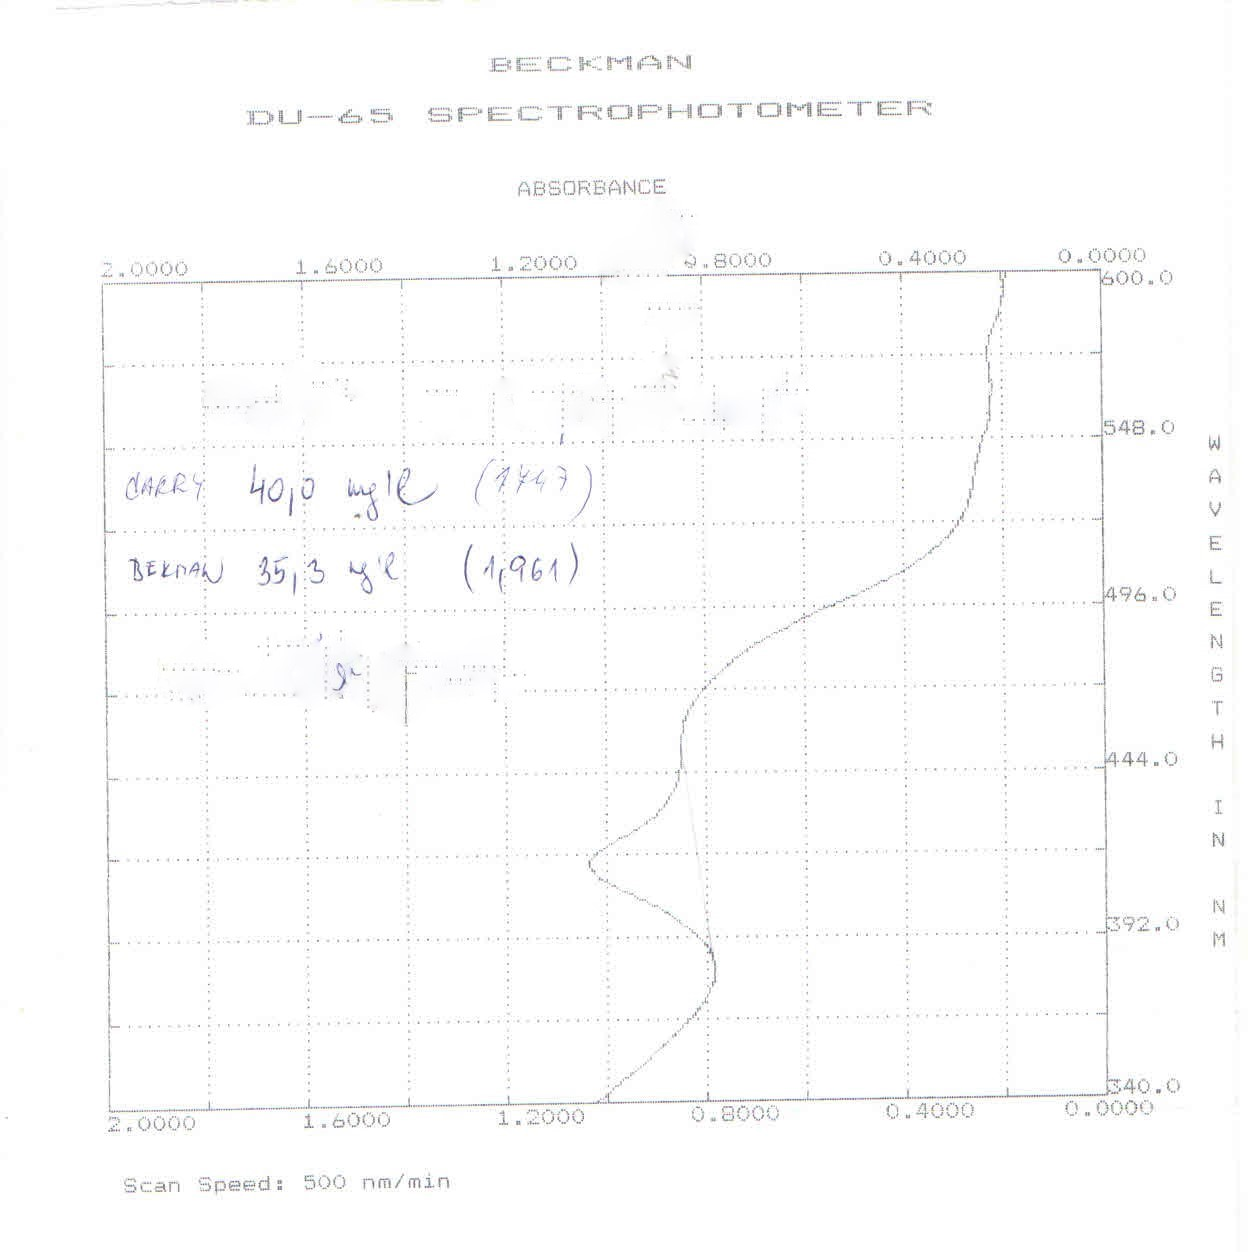 BECKMAN
DU-65 SPECTROPHOTOMETER
ABSORBANCE
2.0000 1.6000 1.2000 0.8000 0.4000 0.0000
600.0
548.0
CARRY 40,0 mg/l (1747)
BEKMAN 35,3 mg/l (1,961)
496.0
444.0
392.0
340.0
2.0000 1.6000 1.2000 0.8000 0.4000 0.0000
WAVELENGTH IN NM
Scan Speed: 500 nm/min